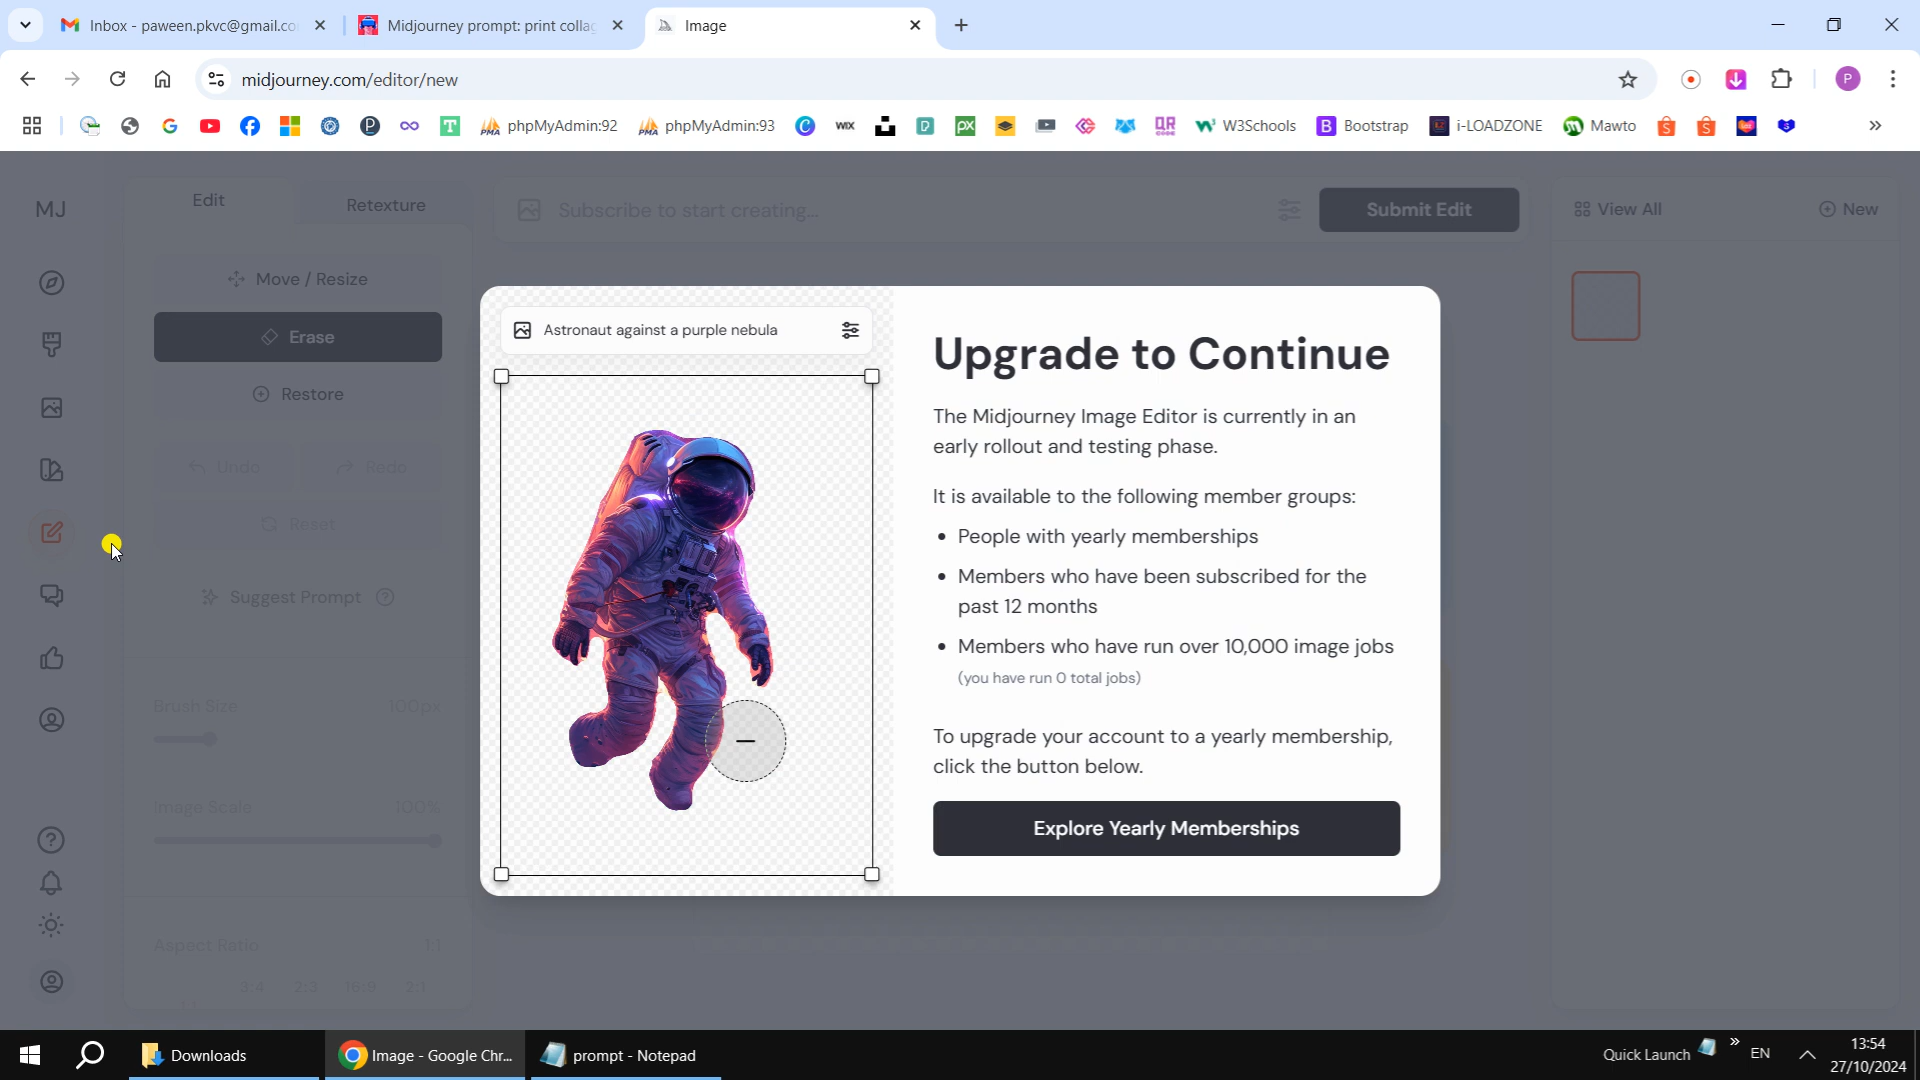 Inbox - paween.pkvc@gmail.co
Midjourney prompt: print colla
Image
midjourney.com/editor/new
phpMyAdmin:92
phpMyAdmin:93
WIX
QR
W3Schools
Bootstrap
i-LOADZONE
Mawto
P
MJ
Edit
Retexture
Subscribe to start creating...
Submit Edit
View All
New
Move / Resize
Erase
Restore
Undo
Redo
Reset
Suggest Prompt
Brush Size
100px
Image Scale
100%
Aspect Ratio
1:1
3:4
2:3
16:9
2:1
Astronaut against a purple nebula
Upgrade to Continue
The Midjourney Image Editor is currently in an
early rollout and testing phase.
It is available to the following member groups:
• People with yearly memberships
• Members who have been subscribed for the
past 12 months
• Members who have run over 10,000 image jobs
(you have run 0 total jobs)
To upgrade your account to a yearly membership,
click the button below.
Explore Yearly Memberships
Downloads
Image - Google Chr...
prompt - Notepad
Quick Launch
EN
13:54
27/10/2024